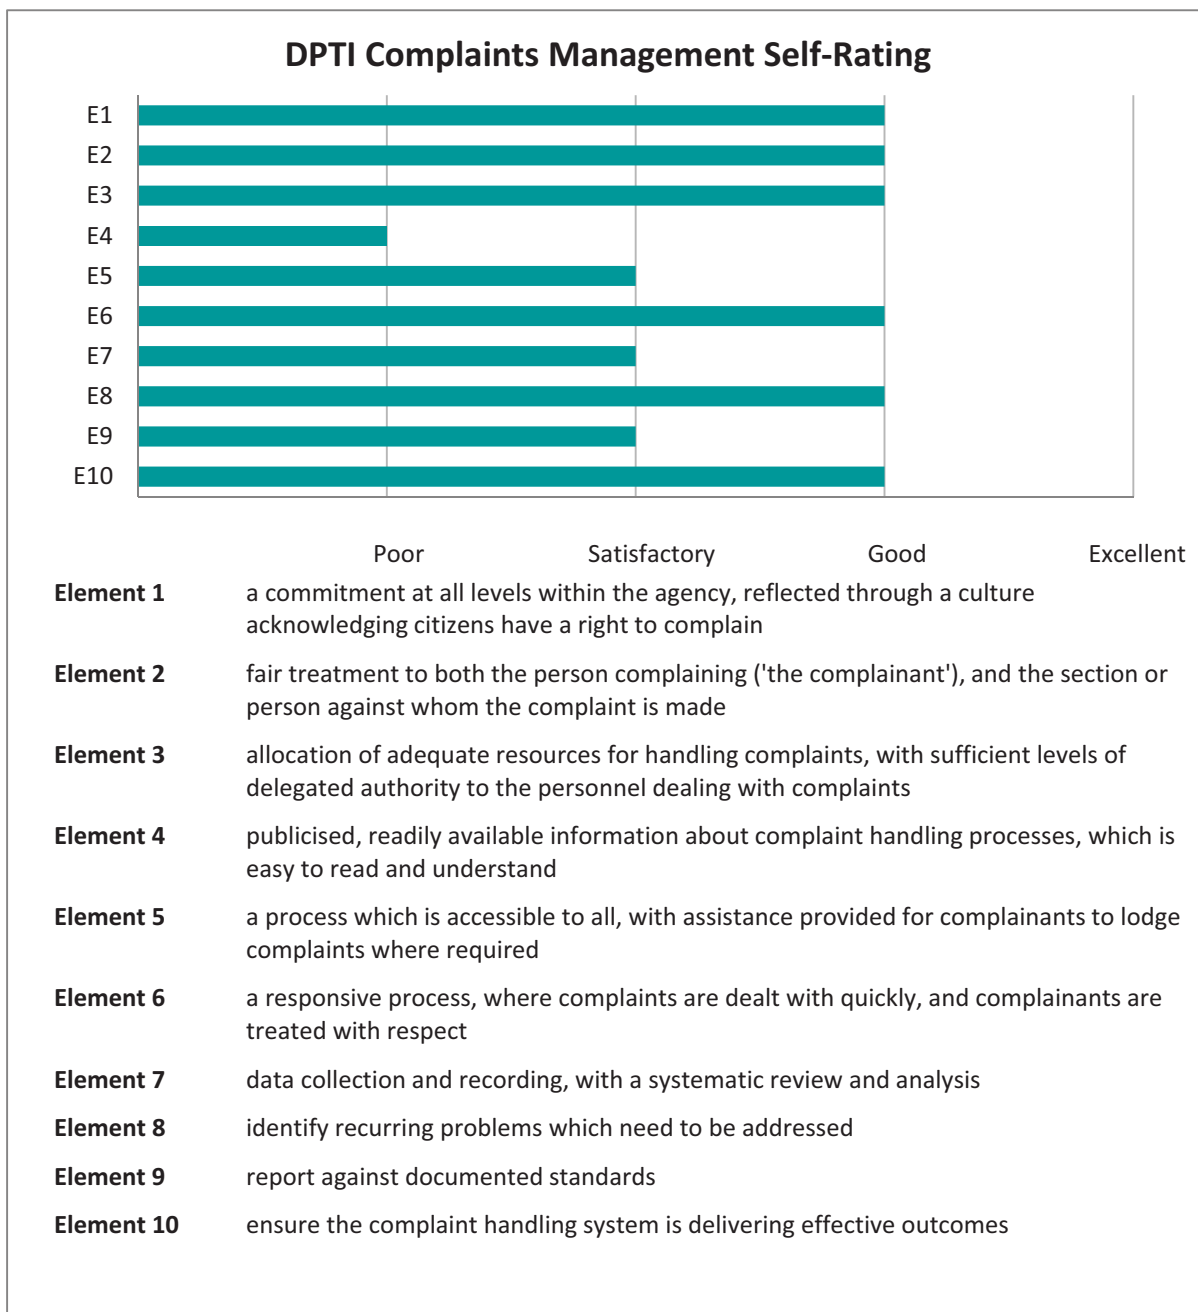 DPTI Complaints Management Self-Rating
E1
E2
E3
E4
E5
E6
E7
E8
E9
E10
Poor Satisfactory Good Excellent
Element 1 a commitment at all levels within the agency, reflected through a culture
acknowledging citizens have a right to complain
Element 2 fair treatment to both the person complaining ('the complainant'), and the section or
person against whom the complaint is made
Element 3 allocation of adequate resources for handling complaints, with sufficient levels of
delegated authority to the personnel dealing with complaints
Element 4 publicised, readily available information about complaint handling processes, which is
easy to read and understand
Element 5 a process which is accessible to all, with assistance provided for complainants to lodge
complaints where required
Element 6 a responsive process, where complaints are dealt with quickly, and complainants are
treated with respect
Element 7 data collection and recording, with a systematic review and analysis
Element 8 identify recurring problems which need to be addressed
Element 9 report against documented standards
Element 10 ensure the complaint handling system is delivering effective outcomes